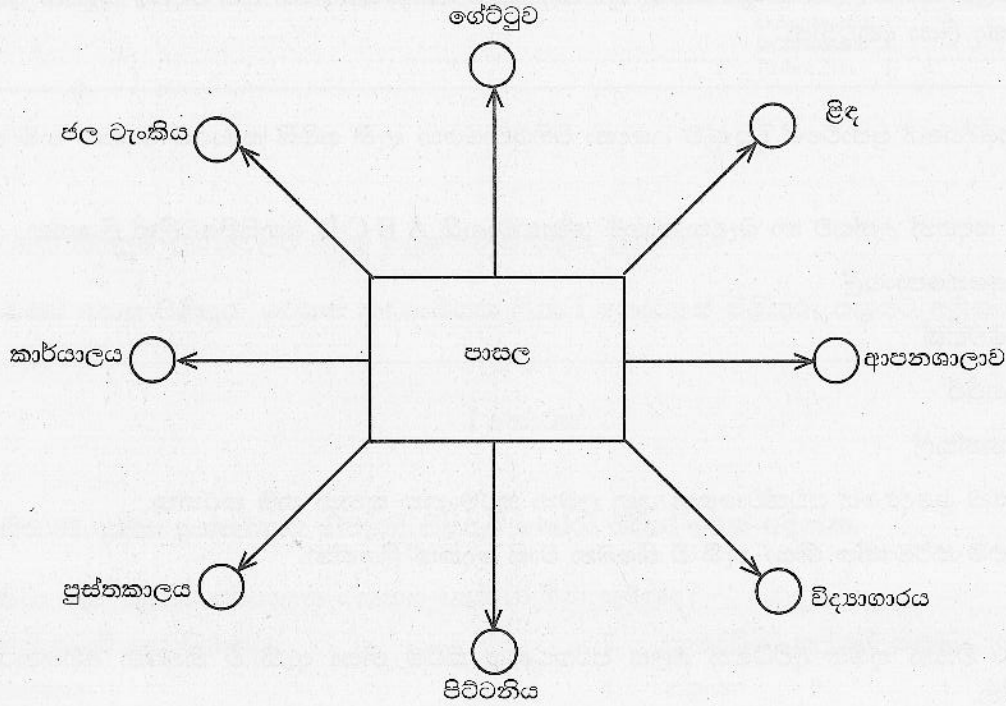 ගේට්ටුව
ජල ටැංකිය
ළිඳ
කාර්යාලය
පාසල
ආපනශාලාව
පුස්තකාලය
විද්‍යාගාරය
පිට්ටනිය